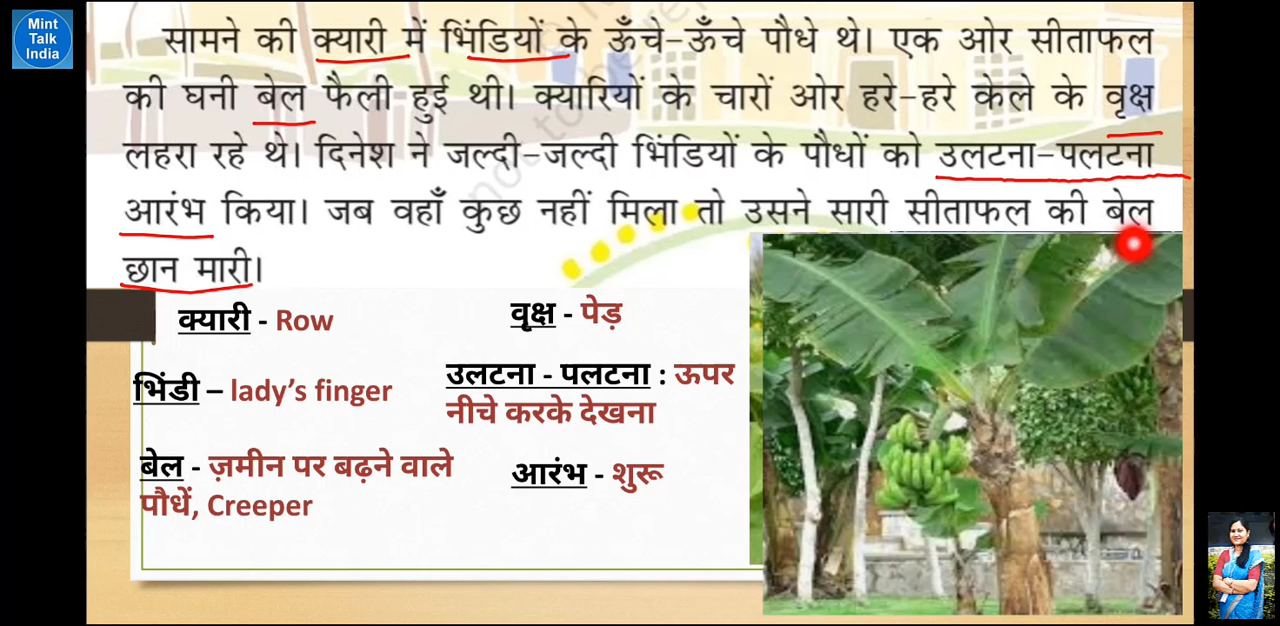 Mint
Talk
India
सामने की क्यारी में भिंडियों के ऊँचे-ऊँचे पौधे थे। एक ओर सीताफल
की घनी बेल फैली हुई थी। क्यारियों के चारों ओर हरे-हरे केले के वृक्ष
लहरा रहे थे। दिनेश ने जल्दी-जल्दी भिंडियों के पौधों को उलटना-पलटना
आरंभ किया। जब वहाँ कुछ नहीं मिला तो उसने सारी सीताफल की बेल
छान मारी।
क्यारी - Row
भिंडी – lady’s finger
बेल - ज़मीन पर बढ़ने वाले
पौधें, Creeper
वृक्ष - पेड़
उलटना - पलटना : ऊपर
नीचे करके देखना
आरंभ - शुरू